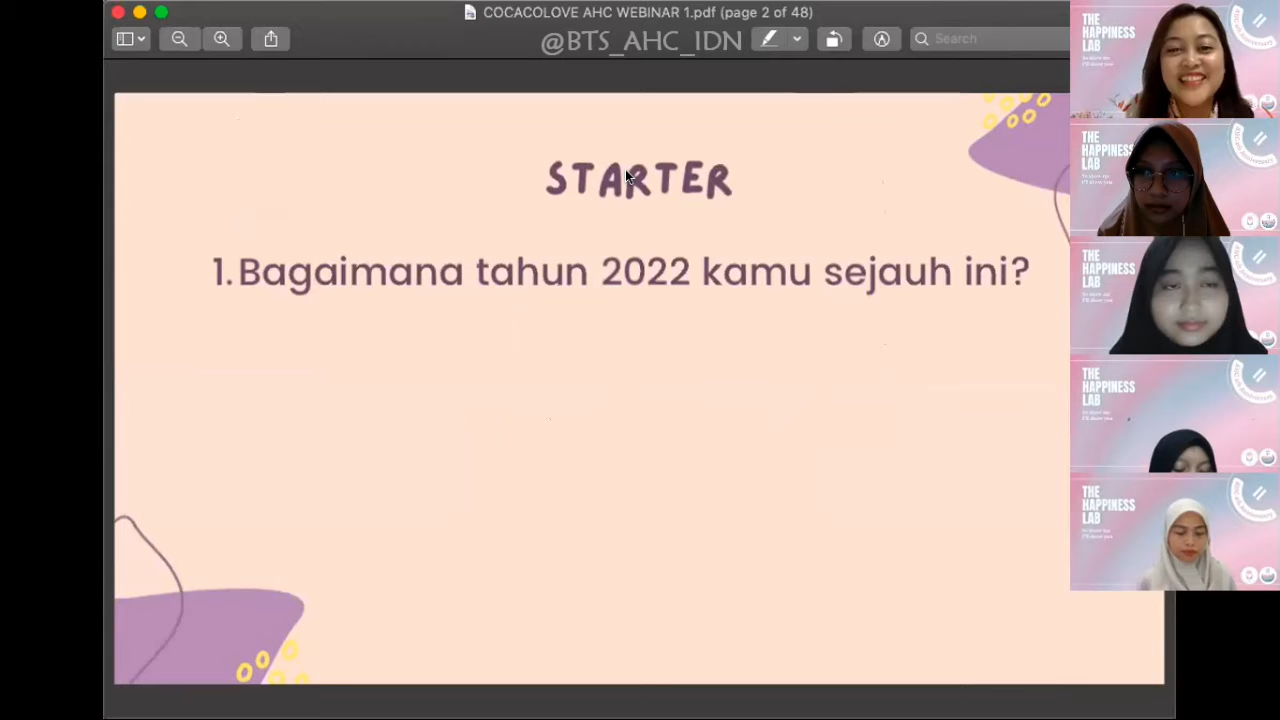 COCACOLOVE AHC WEBINAR 1.pdf (page 2 of 48)
@BTS_AHC_IDN
Search
STARTER
1. Bagaimana tahun 2022 kamu sejauh ini?
THE
HAPPINESS
LAB
THE
HAPPINESS
LAB
THE
HAPPINESS
LAB
THE
HAPPINESS
LAB
THE
HAPPINESS
LAB